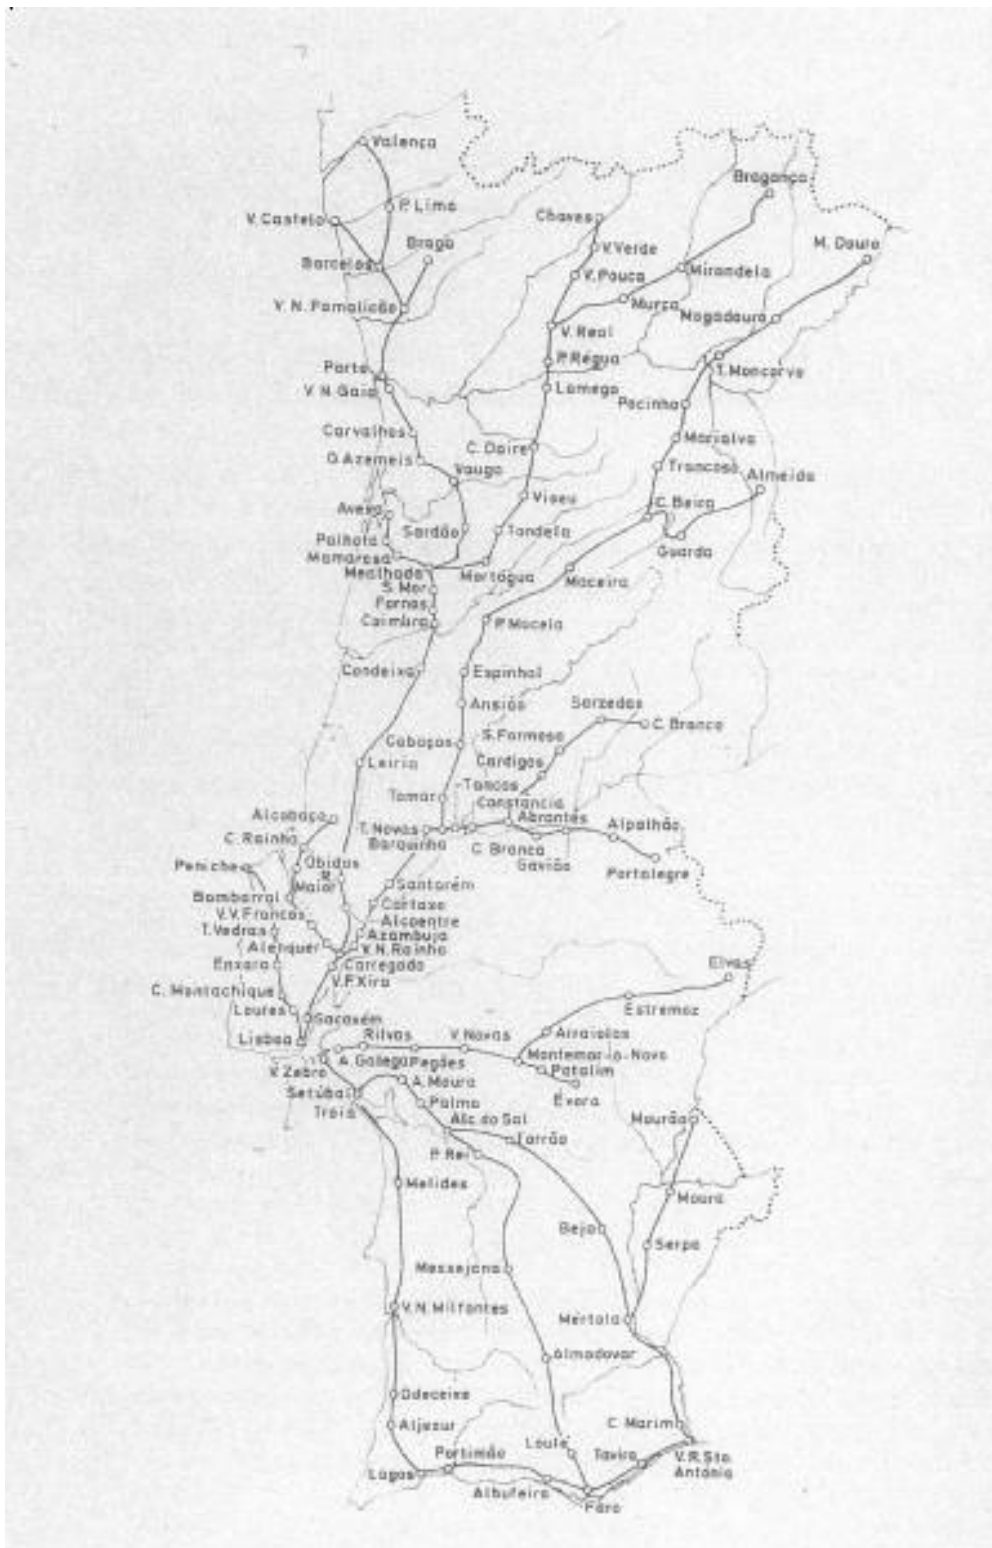 Valença
P. Lima
V. Castelo
Braga
Barcelos
V. N. Famalicão
Chaves
V. Verde
V. Pouca
Bragança
M. Douro
Mirandela
Murça
Mogadouro
V. Real
P. Régua
T. Moncorvo
Porto
V. N. Gaia
Lamego
Pocinho
Carvalhos
O. Azemeis
C. Daire
Marialva
Vouga
Trancoso
Almeida
Aveiro
Viseu
C. Beira
Sardão
Tondela
Palhota
Guarda
Mamarosa
Mealhada
Mortágua
Maceira
S. Mor
Fornos
Coimbra
P. Mucela
Condeixa
Espinhal
Ansião
Sarzedas
C. Branco
S. Formoso
Cabaços
Leiria
Cardigos
Tancos
Tomar
Constancia
Alcobaça
Abrantes
T. Novas
Alpalhão
C. Rainha
Barquinha
C. Branca
Gavião
Peniche
Obidos
R.
Maior
Portalegre
Santarém
Bombarral
Cartaxo
V.V. Francos
Alcoentre
T. Vedras
Azambuja
Alenquer
V. N. Rainha
Enxara
Carregado
Elvas
V. F. Xira
C. Montachique
Estremoz
Loures
Sacavém
Lisboa
Rilvas
V. Novas
Arraiolos
A. Galega
Pegões
Montemor-o-Novo
V. Zebro
Patalim
Setúbal
A. Moura
Évora
Troia
Palma
Alc. do Sal
Mourão
Torrão
P. Rei
Melides
Moura
Beja
Serpa
Messejana
V. N. Milfontes
Mértola
Almodovar
Odeceixe
Aljezur
C. Marim
Portimão
Loulé
Tavira
V. R. Sto.
Antonio
Lagos
Albufeira
Faro